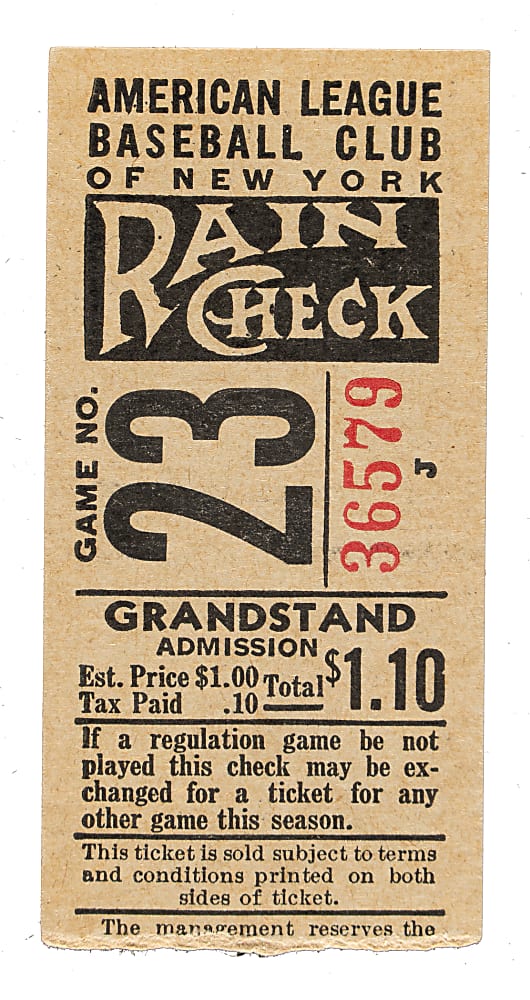 AMERICAN LEAGUE
BASEBALL CLUB
OF NEW YORK
RAIN
CHECK
GAME NO.
23
36579
J
GRANDSTAND
ADMISSION
Est. Price $1.00
Tax Paid .10
Total $1.10
If a regulation game be not
played this check may be ex-
changed for a ticket for any
other game this season.
This ticket is sold subject to terms
and conditions printed on both
sides of ticket.
The management reserves the